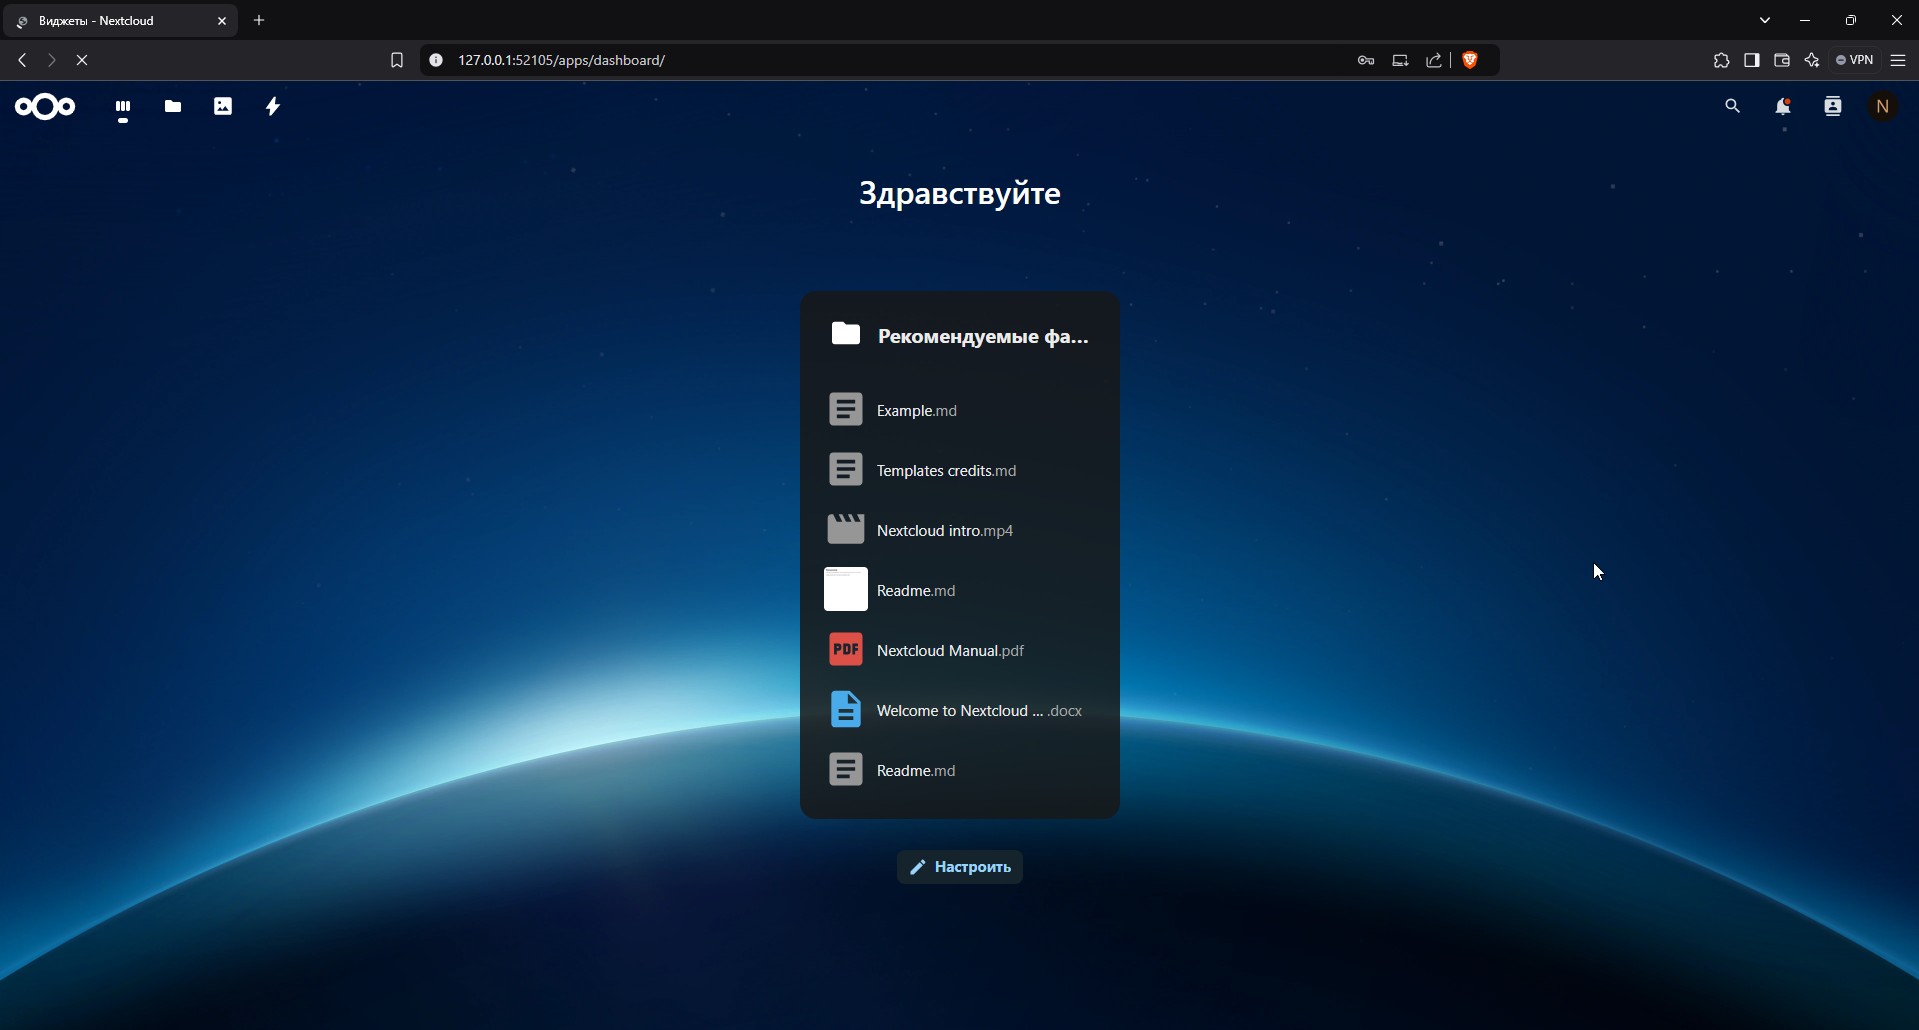 Виджеты - Nextcloud
127.0.0.1:52105/apps/dashboard/
VPN
N
Здравствуйте
Рекомендуемые фа...
Example.md
Templates credits.md
Nextcloud intro.mp4
Readme.md
PDF Nextcloud Manual.pdf
Welcome to Nextcloud ... .docx
Readme.md
Настроить